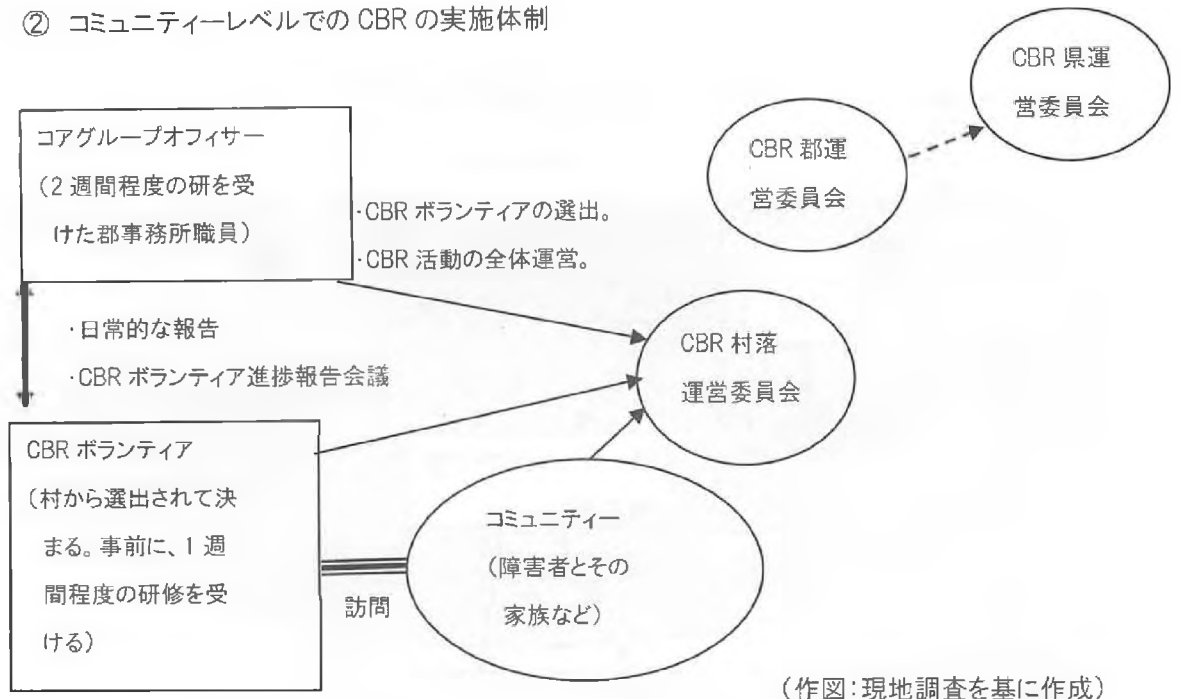 ② コミュニティーレベルでの CBR の実施体制
CBR 県運
営委員会
CBR 郡運
営委員会
コアグループオフィサー
(2 週間程度の研を受
けた郡事務所職員)
・CBR ボランティアの選出。
・CBR 活動の全体運営。
・日常的な報告
・CBR ボランティア進捗報告会議
CBR 村落
運営委員会
CBR ボランティア
(村から選出されて決
まる。事前に、1 週
間程度の研修を受
ける)
訪問
コミュニティー
(障害者とその
家族など)
(作図:現地調査を基に作成)